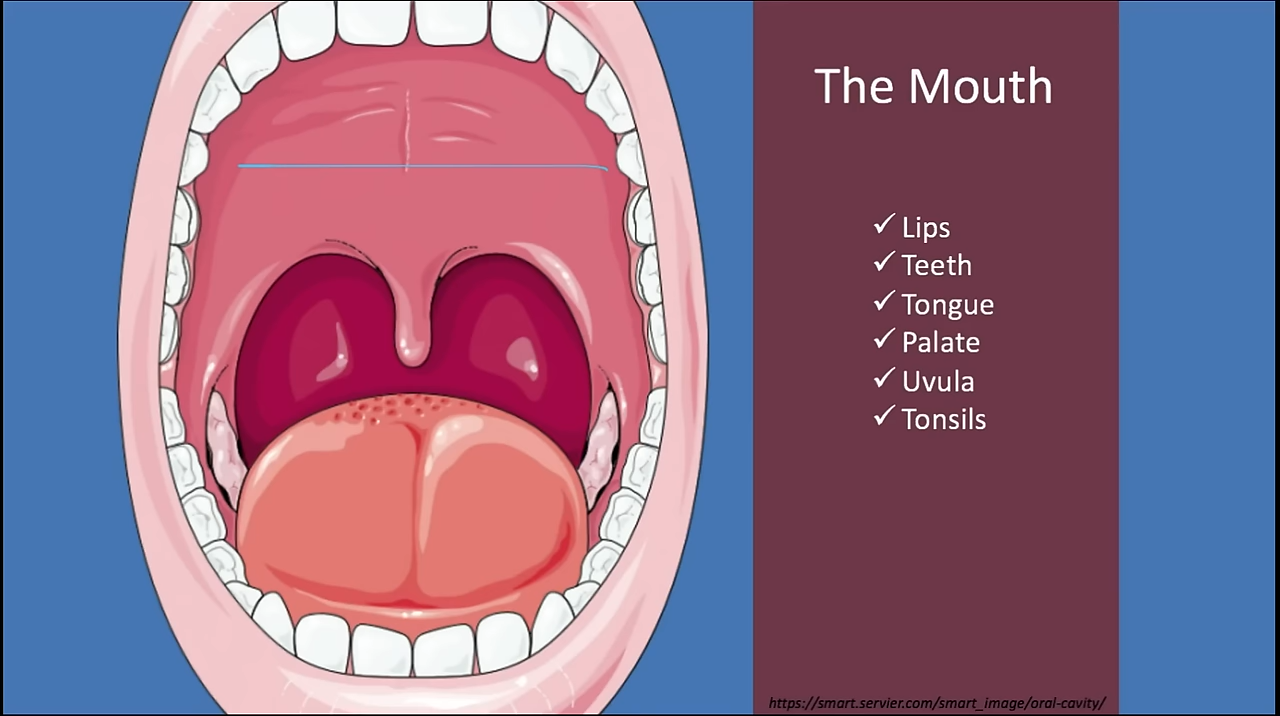 The Mouth
✓ Lips
✓ Teeth
✓ Tongue
✓ Palate
✓ Uvula
✓ Tonsils
https://smart.servier.com/smart_image/oral-cavity/